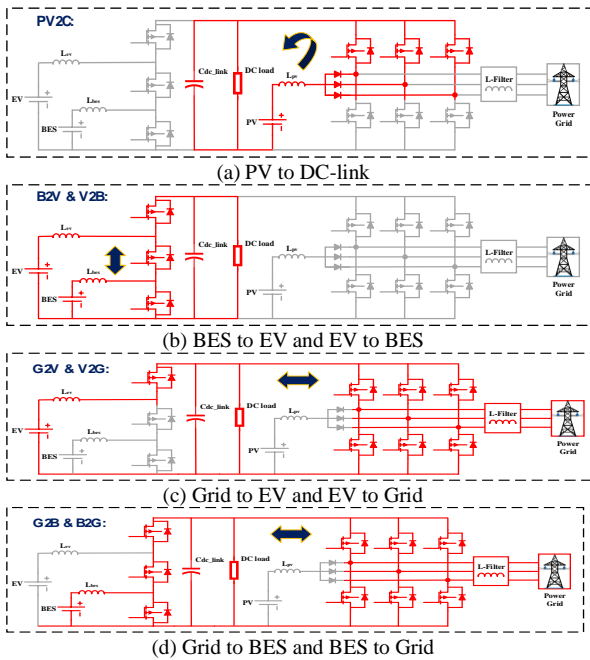 PV2C:
Lev
EV
Lbes
BES
Cdc_link
DC load
Lpv
PV
L-Filter
Power
Grid
(a) PV to DC-link
B2V & V2B:
Lev
EV
Lbes
BES
Cdc_link
DC load
Lpv
PV
L-Filter
Power
Grid
(b) BES to EV and EV to BES
G2V & V2G:
Lev
EV
Lbes
BES
Cdc_link
DC load
Lpv
PV
L-Filter
Power
Grid
(c) Grid to EV and EV to Grid
G2B & B2G:
Lev
EV
Lbes
BES
Cdc_link
DC load
Lpv
PV
L-Filter
Power
Grid
(d) Grid to BES and BES to Grid